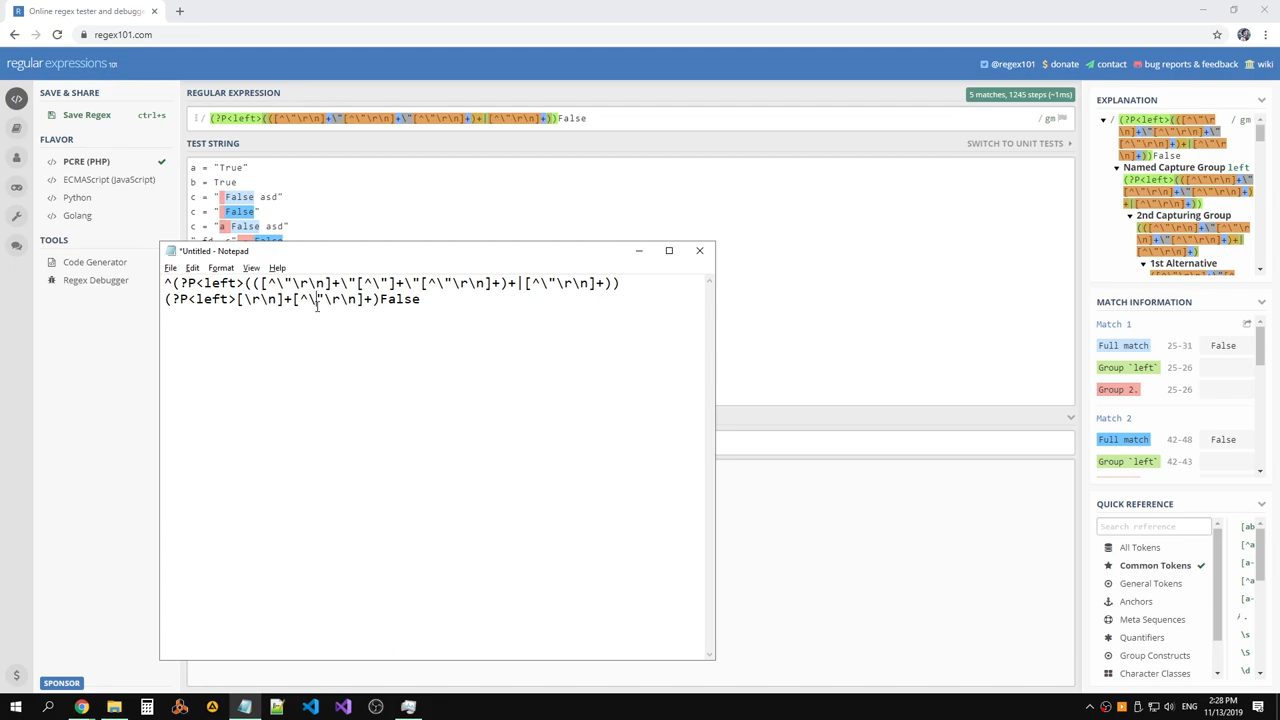 Online regex tester and debugge
regex101.com
regular expressions 101
@regex101
donate
contact
bug reports & feedback
wiki
SAVE & SHARE
Save Regex
ctrl+s
FLAVOR
PCRE (PHP)
ECMAScript (JavaScript)
Python
Golang
TOOLS
Code Generator
Regex Debugger
SPONSOR
REGULAR EXPRESSION
5 matches, 1245 steps (~1ms)
(?P<left>(([^\"\r\n]+\"[^\"\r\n]+\"[^\"\r\n]+)+|[^\"\r\n]+))False
/ gm
TEST STRING
SWITCH TO UNIT TESTS
a = "True"
b = True
c = " False asd"
c = " False"
c = "a False asd"
*Untitled - Notepad
File Edit Format View Help
^(?P<left>(([^\"\r\n]+\"[^\"]+\"[^\"\r\n]+)+|[^\"\r\n]+))
(?P<left>[\r\n]+[^\"\r\n]+)False
EXPLANATION
/ (?P<left>(([^\"\r\
n]+\"[^\"\r\n]+\"
[^\"\r\n]+)+|[^\"\r\
n]+))False
/ gm
Named Capture Group left
(?P<left>(([^\"\r\n]+\"
[^\"\r\n]+\"[^\"\r\n]+)
+|[^\"\r\n]+))
2nd Capturing Group
(([^\"\r\n]+\"[^\"\r\
n]+\"[^\"\r\n]+)+|
[^\"\r\n]+)
1st Alternative
MATCH INFORMATION
Match 1
Full match 25-31 False
Group `left` 25-26
Group 2. 25-26
Match 2
Full match 42-48 False
Group `left` 42-43
QUICK REFERENCE
Search reference
All Tokens
Common Tokens
General Tokens
Anchors
Meta Sequences
Quantifiers
Group Constructs
Character Classes
[ab
[^a
[a-
[^a
[a-
/ .
\s
\S
\d
ENG
2:28 PM
11/13/2019